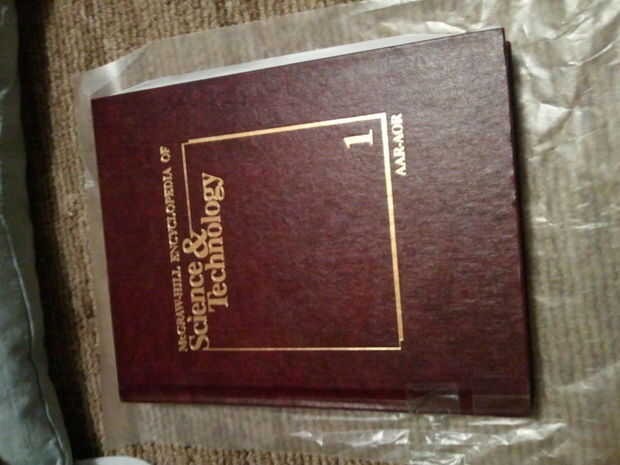 McGRAW-HILL ENCYCLOPEDIA OF
Science &
Technology
1
AAR-AOR